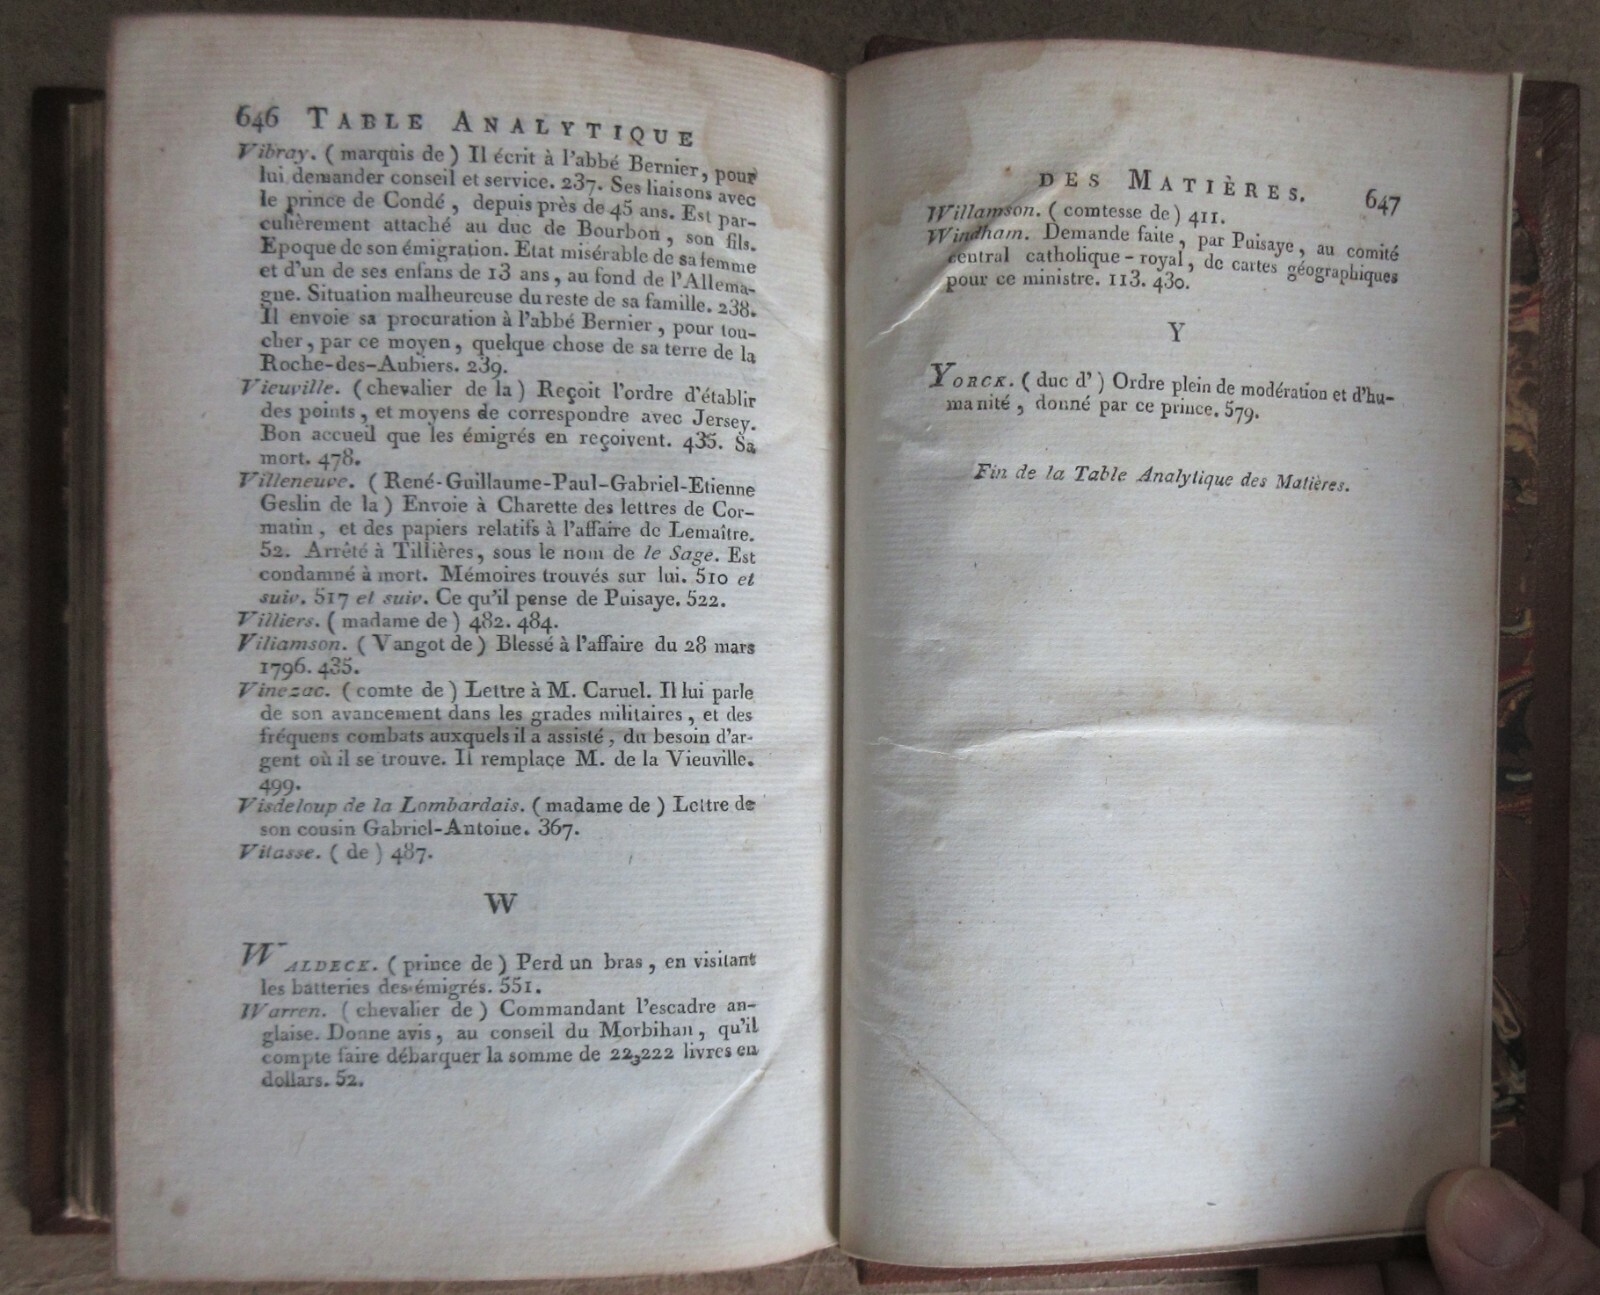 646 TABLE ANALYTIQUE
Vibray. ( marquis de ) Il écrit à l'abbé Bernier, pour
lui demander conseil et service. 237. Ses liaisons avec
le prince de Condé , depuis près de 45 ans. Est par-
culièrement attaché au duc de Bourbon , son fils.
Epoque de son émigration. Etat misérable de sa femme
et d'un de ses enfans de 13 ans , au fond de l'Allema-
gne. Situation malheureuse du reste de sa famille. 238.
Il envoie sa procuration à l'abbé Bernier , pour tou-
cher , par ce moyen , quelque chose de sa terre de la
Roche-des-Aubiers. 239.
Vieuville. ( chevalier de la ) Reçoit l'ordre d'établir
des points , et moyens de correspondre avec Jersey.
Bon accueil que les émigrés en reçoivent. 435. Sa
mort. 478.
Villeneuve. ( René-Guillaume-Paul-Gabriel-Etienne
Geslin de la ) Envoie à Charette des lettres de Cor-
matin , et des papiers relatifs à l'affaire de Lemaître.
52. Arrêté à Tillières, sous le nom de le Sage. Est
condamné à mort. Mémoires trouvés sur lui. 510 et
suiv. 517 et suiv. Ce qu'il pense de Puisaye. 522.
Villiers. ( madame de ) 482. 484.
Viliamson. ( Vangot de ) Blessé à l'affaire du 28 mars
1796. 435.
Vinezac. ( comte de ) Lettre à M. Caruel. Il lui parle
de son avancement dans les grades militaires , et des
fréquens combats auxquels il a assisté , du besoin d'ar-
gent où il se trouve. Il remplace M. de la Vieuville.
499.
Visdeloup de la Lombardais. ( madame de ) Lettre de
son cousin Gabriel-Antoine. 367.
Vitasse. ( de ) 487.
W
WALDECK. ( prince de ) Perd un bras , en visitant
les batteries des émigrés. 551.
Warren. ( chevalier de ) Commandant l'escadre an-
glaise. Donne avis , au conseil du Morbihan , qu'il
compte faire débarquer la somme de 22,222 livres en
dollars. 52.
DES MATIÈRES. 647
Willamson. ( comtesse de ) 411.
Windham. Demande faite , par Puisaye , au comité
central catholique-royal , de cartes géographiques
pour ce ministre. 113. 430.
Y
YORCK. ( duc d' ) Ordre plein de modération et d'hu-
manité , donné par ce prince. 579.
Fin de la Table Analytique des Matières.